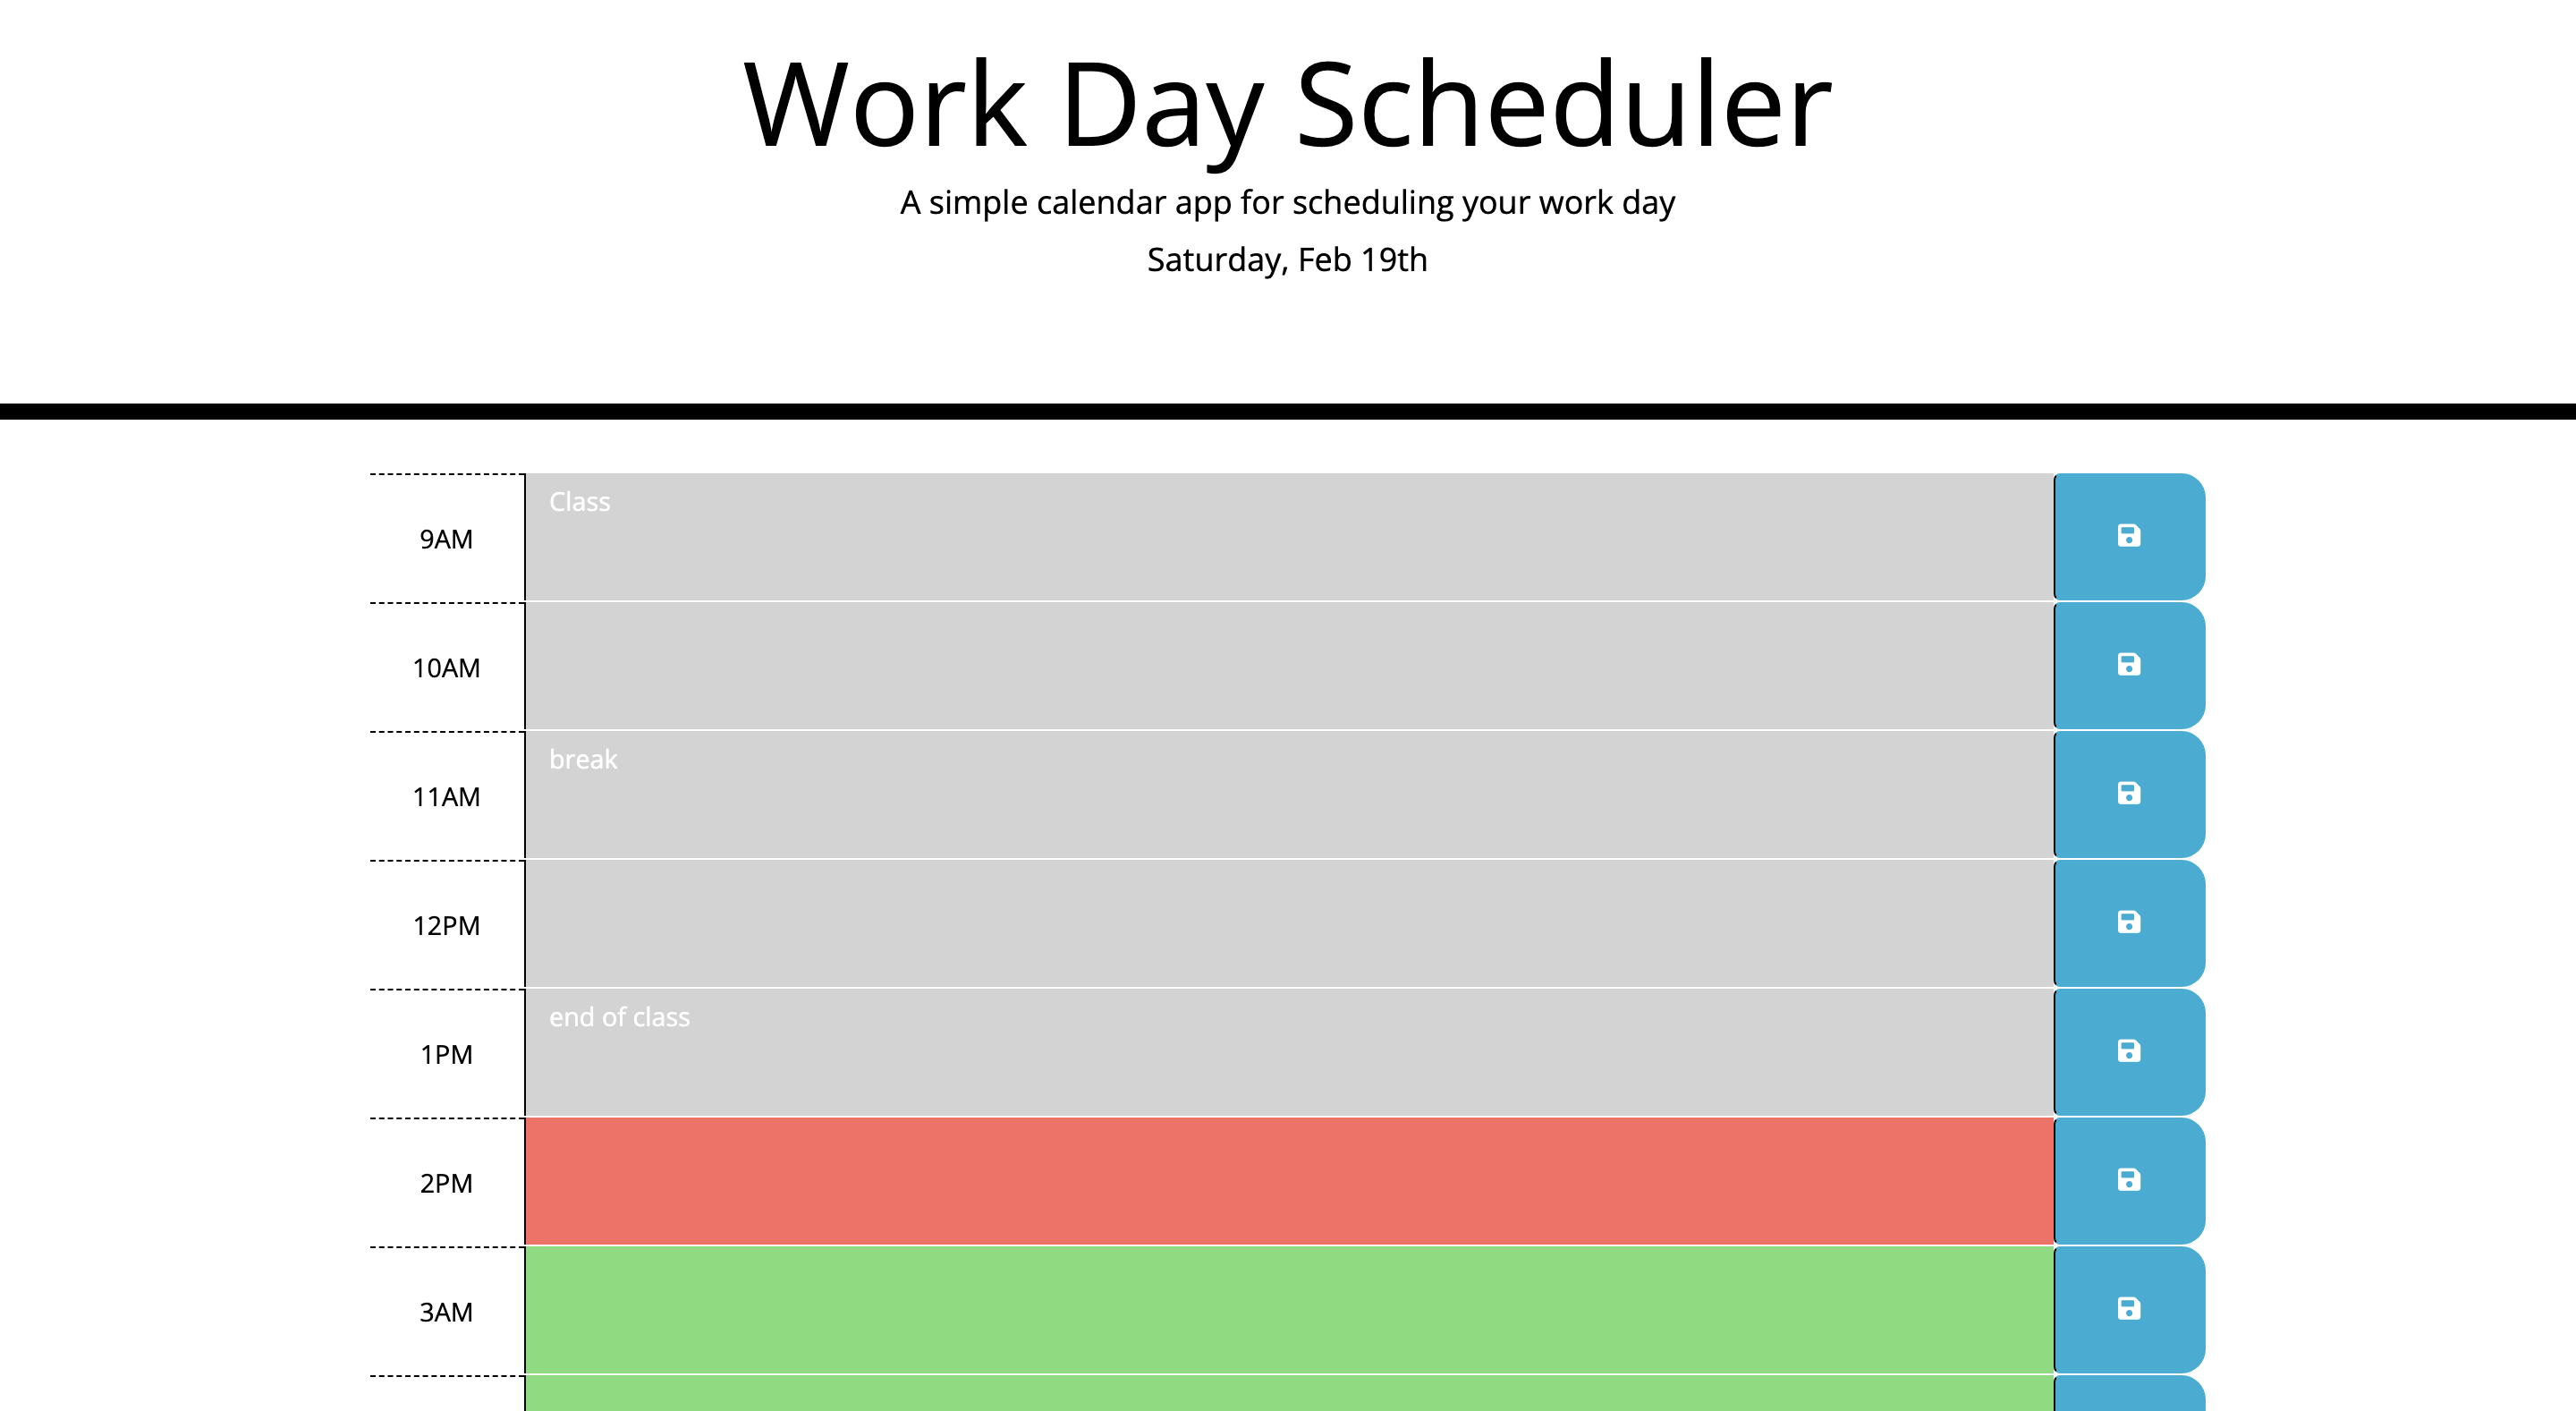 Work Day Scheduler
A simple calendar app for scheduling your work day
Saturday, Feb 19th
9AM
Class
10AM
11AM
break
12PM
1PM
end of class
2PM
3AM